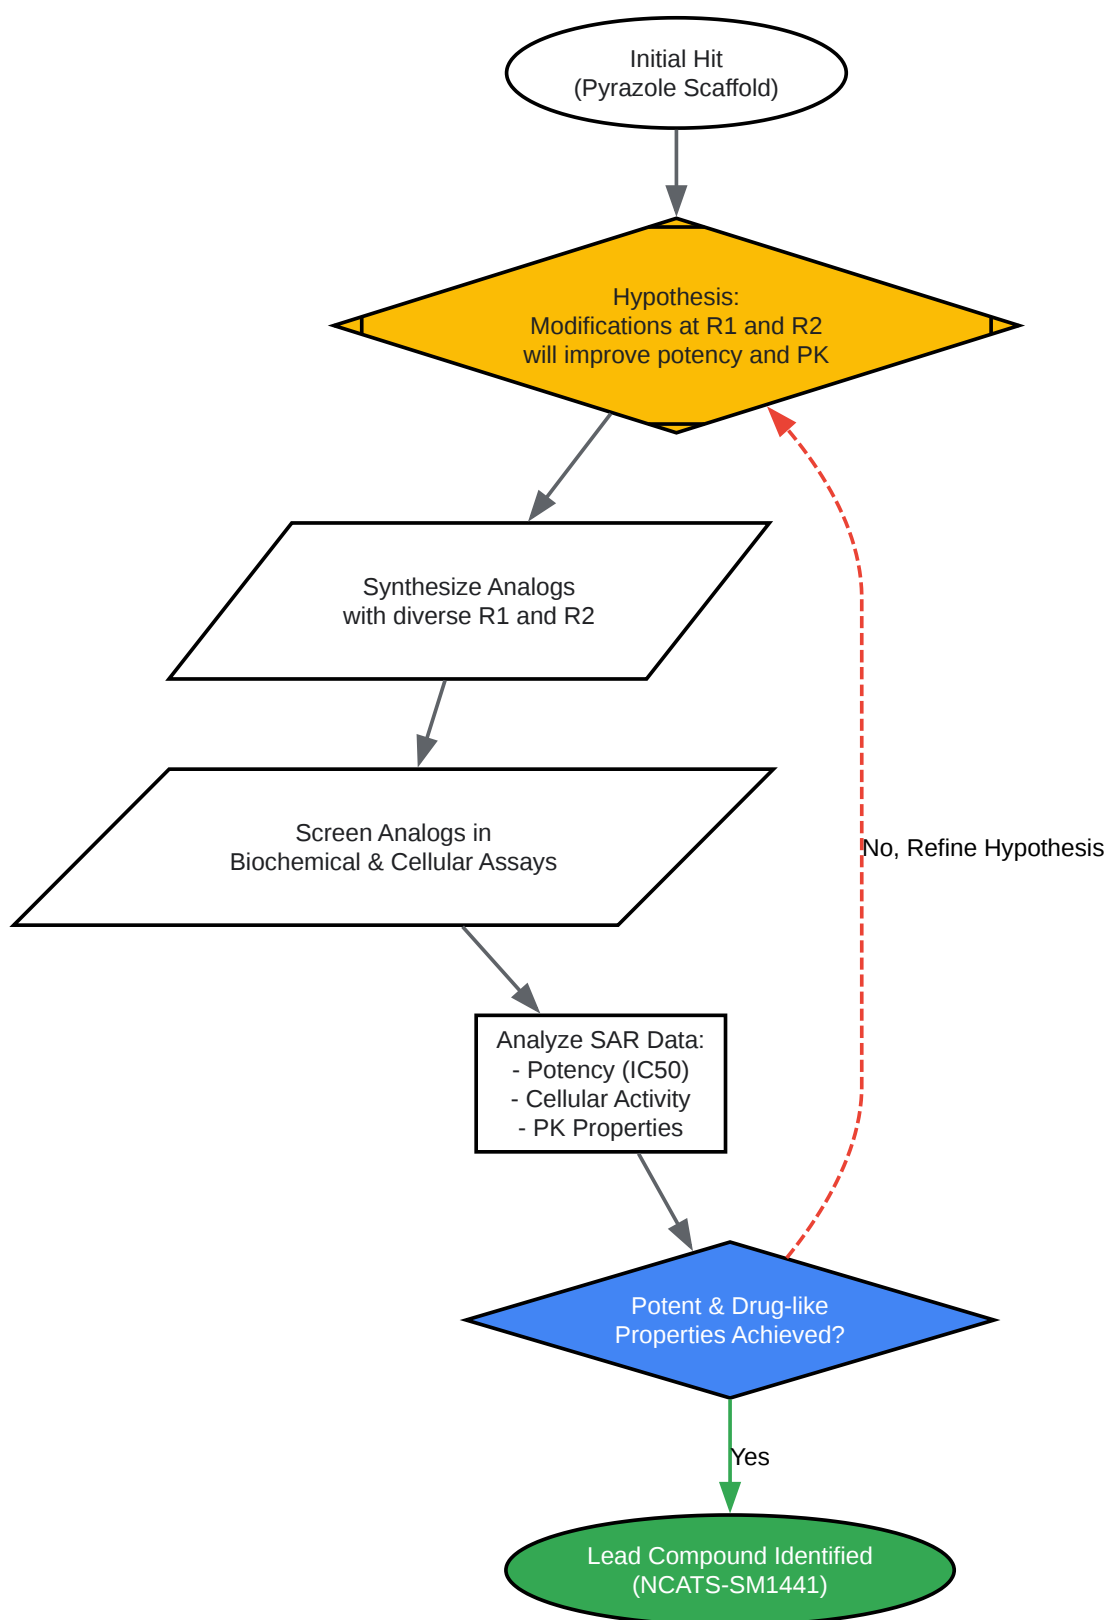 Initial Hit
(Pyrazole Scaffold)
Hypothesis:
Modifications at R1 and R2
will improve potency and PK
Synthesize Analogs
with diverse R1 and R2
Screen Analogs in
Biochemical & Cellular Assays
No, Refine Hypothesis
Analyze SAR Data:
- Potency (IC50)
- Cellular Activity
- PK Properties
Potent & Drug-like
Properties Achieved?
Yes
Lead Compound Identified
(NCATS-SM1441)